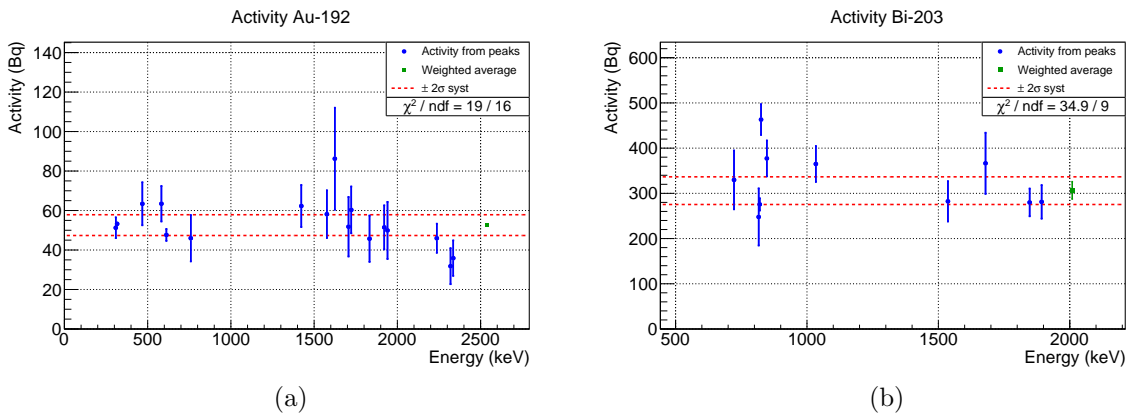 Activity Au-192
Activity (Bq)
140
120
100
80
60
40
20
0
0 500 1000 1500 2000 2500
Energy (keV)
Activity from peaks
Weighted average
± 2σ syst
χ² / ndf = 19 / 16
(a)
Activity Bi-203
Activity (Bq)
600
500
400
300
200
100
0
500 1000 1500 2000
Energy (keV)
Activity from peaks
Weighted average
± 2σ syst
χ² / ndf = 34.9 / 9
(b)